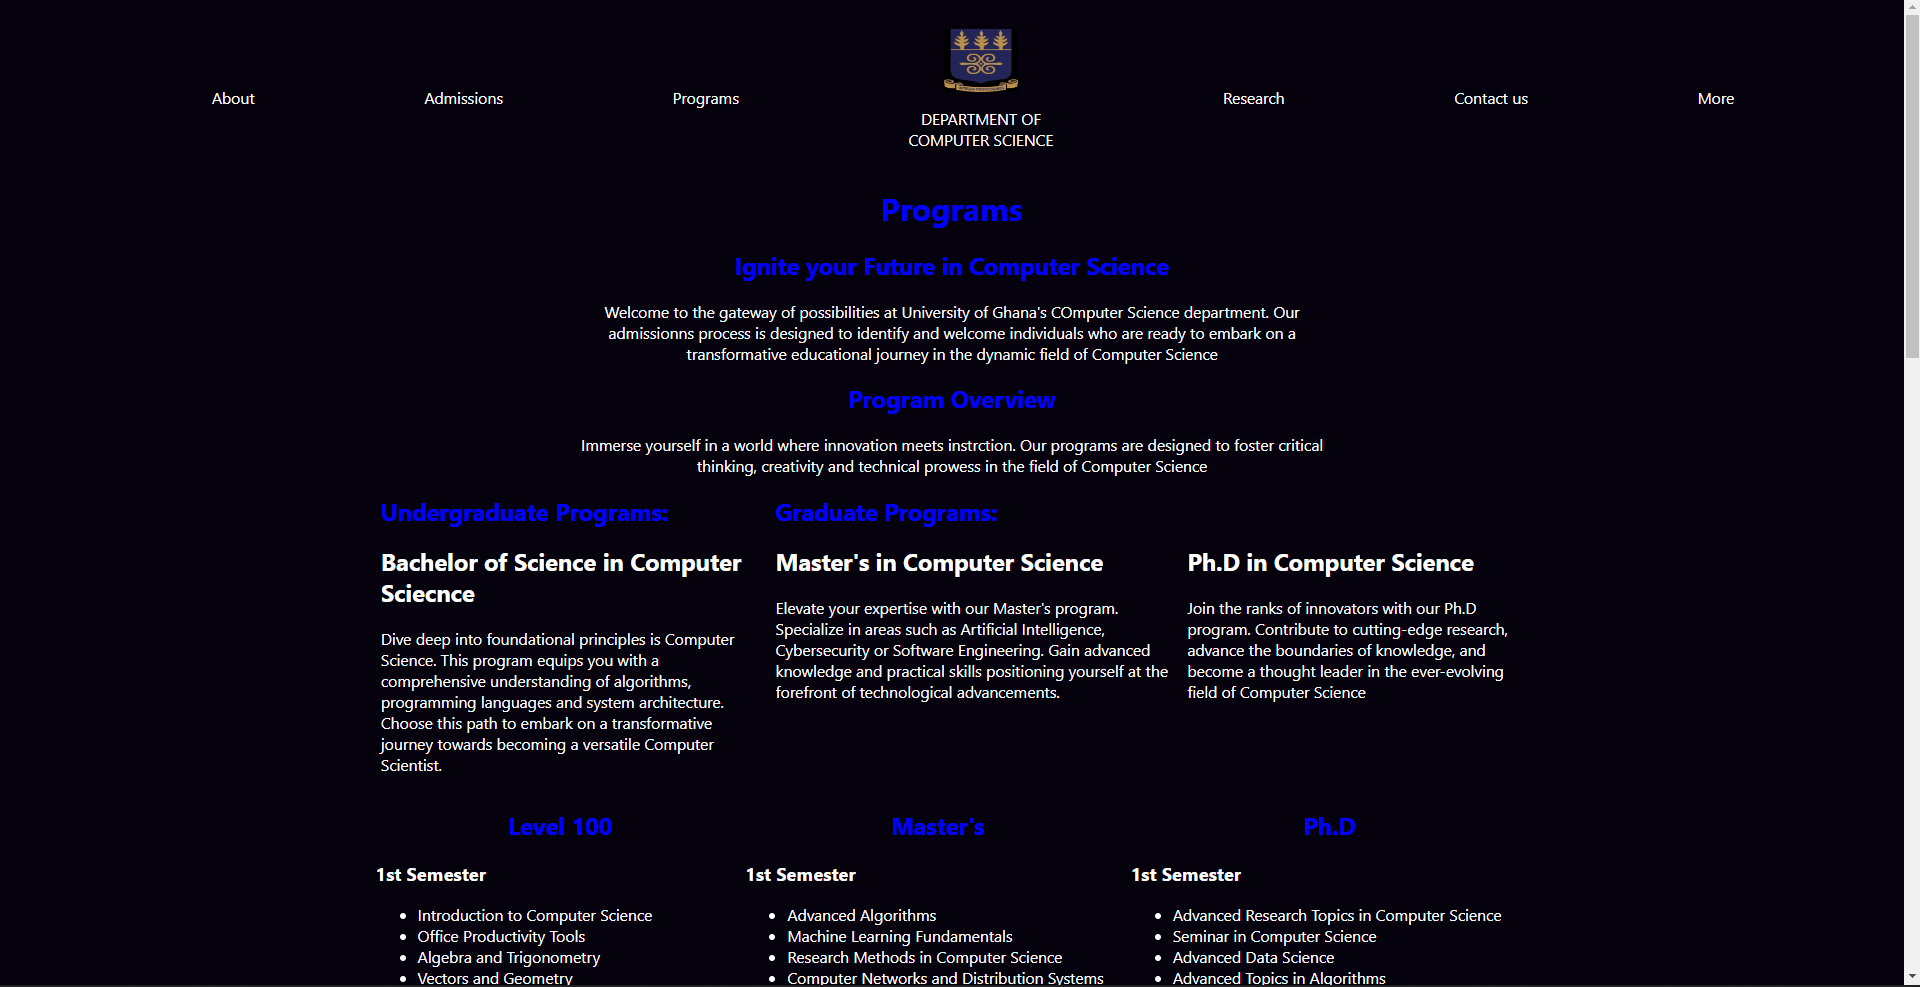 About
Admissions
Programs
DEPARTMENT OF
COMPUTER SCIENCE
Research
Contact us
More
Programs
Ignite your Future in Computer Science
Welcome to the gateway of possibilities at University of Ghana's COmputer Science department. Our
admissionns process is designed to identify and welcome individuals who are ready to embark on a
transformative educational journey in the dynamic field of Computer Science
Program Overview
Immerse yourself in a world where innovation meets instrction. Our programs are designed to foster critical
thinking, creativity and technical prowess in the field of Computer Science
Undergraduate Programs:
Bachelor of Science in Computer
Sciecnce
Dive deep into foundational principles is Computer
Science. This program equips you with a
comprehensive understanding of algorithms,
programming languages and system architecture.
Choose this path to embark on a transformative
journey towards becoming a versatile Computer
Scientist.
Graduate Programs:
Master's in Computer Science
Elevate your expertise with our Master's program.
Specialize in areas such as Artificial Intelligence,
Cybersecurity or Software Engineering. Gain advanced
knowledge and practical skills positioning yourself at the
forefront of technological advancements.
Ph.D in Computer Science
Join the ranks of innovators with our Ph.D
program. Contribute to cutting-edge research,
advance the boundaries of knowledge, and
become a thought leader in the ever-evolving
field of Computer Science
Level 100
1st Semester
• Introduction to Computer Science
• Office Productivity Tools
• Algebra and Trigonometry
• Vectors and Geometry
Master's
1st Semester
• Advanced Algorithms
• Machine Learning Fundamentals
• Research Methods in Computer Science
• Computer Networks and Distribution Systems
Ph.D
1st Semester
• Advanced Research Topics in Computer Science
• Seminar in Computer Science
• Advanced Data Science
• Advanced Topics in Algorithms